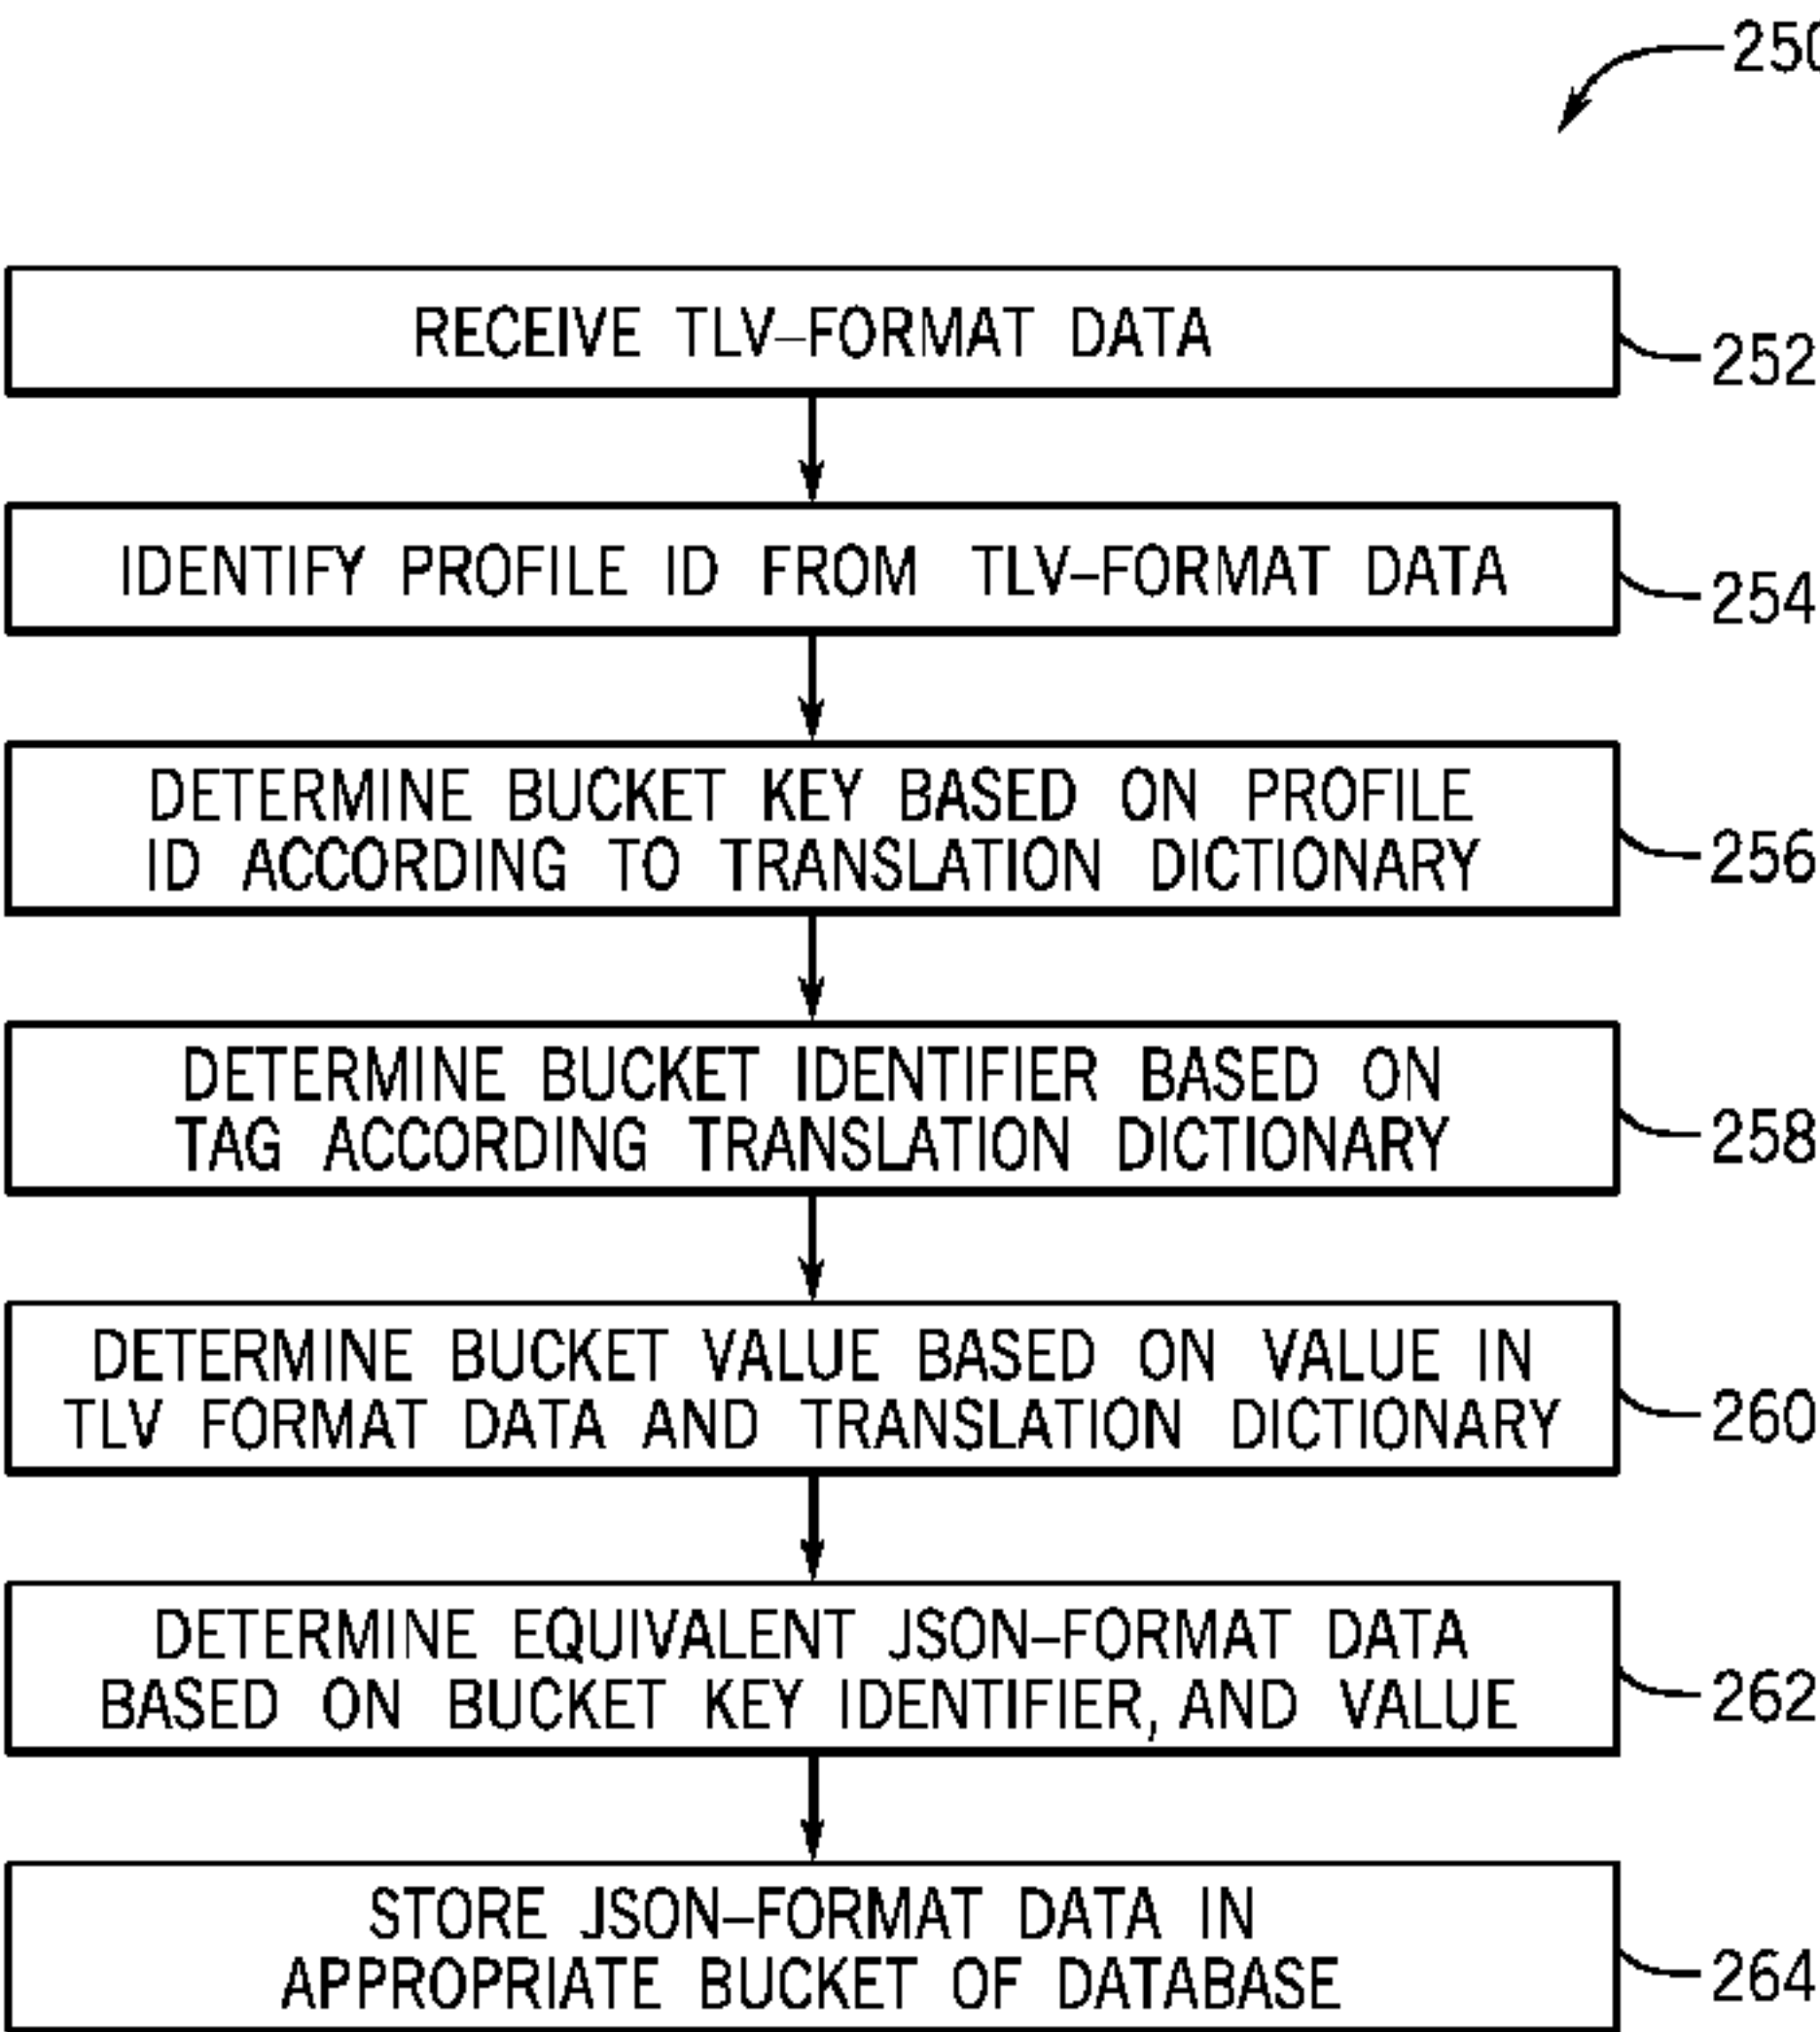 250
RECEIVE TLV–FORMAT DATA
252
IDENTIFY PROFILE ID FROM TLV–FORMAT DATA
254
DETERMINE BUCKET KEY BASED ON PROFILE
ID ACCORDING TO TRANSLATION DICTIONARY
256
DETERMINE BUCKET IDENTIFIER BASED ON
TAG ACCORDING TRANSLATION DICTIONARY
258
DETERMINE BUCKET VALUE BASED ON VALUE IN
TLV FORMAT DATA AND TRANSLATION DICTIONARY
260
DETERMINE EQUIVALENT JSON–FORMAT DATA
BASED ON BUCKET KEY IDENTIFIER, AND VALUE
262
STORE JSON–FORMAT DATA IN
APPROPRIATE BUCKET OF DATABASE
264